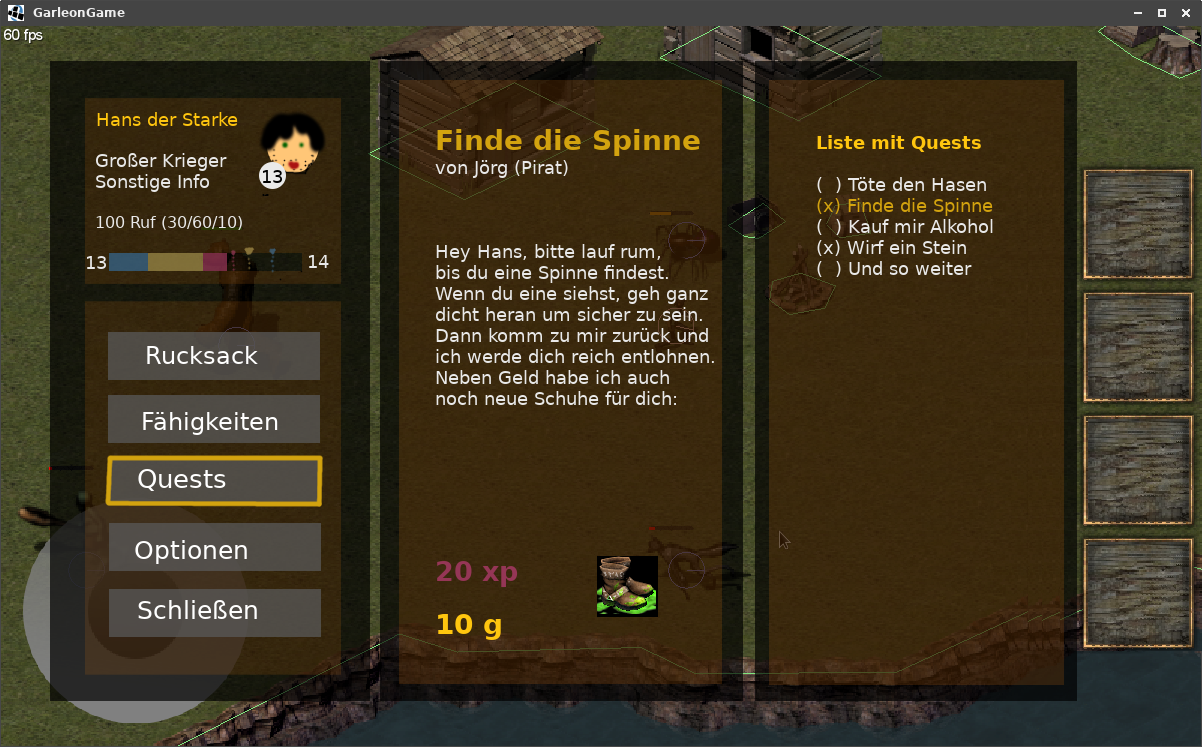 GarleonGame
60 fps
Hans der Starke
Großer Krieger
Sonstige Info
13
100 Ruf (30/60/10)
13
14
Rucksack
Fähigkeiten
Quests
Optionen
Schließen
Finde die Spinne
von Jörg (Pirat)
Hey Hans, bitte lauf rum,
bis du eine Spinne findest.
Wenn du eine siehst, geh ganz
dicht heran um sicher zu sein.
Dann komm zu mir zurück und
ich werde dich reich entlohnen.
Neben Geld habe ich auch
noch neue Schuhe für dich:
20 xp
10 g
Liste mit Quests
( ) Töte den Hasen
(x) Finde die Spinne
( ) Kauf mir Alkohol
(x) Wirf ein Stein
( ) Und so weiter